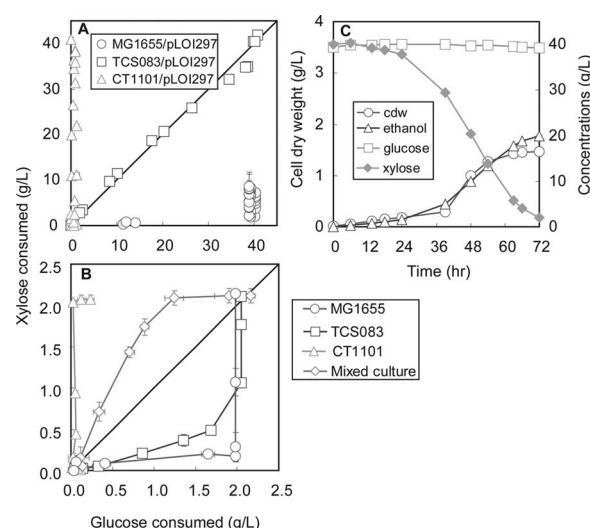 A
MG1655/pLOI297
TCS083/pLOI297
CT1101/pLOI297
40
30
20
10
0
0 10 20 30 40
Xylose consumed (g/L)
B
2.5
2.0
1.5
1.0
0.5
0.0
0.0 0.5 1.0 1.5 2.0 2.5
Glucose consumed (g/L)
C
4
3
2
1
0
Cell dry weight (g/L)
cdw
ethanol
glucose
xylose
40
30
20
10
0
Concentrations (g/L)
0 12 24 36 48 60 72
Time (hr)
MG1655
TCS083
CT1101
Mixed culture